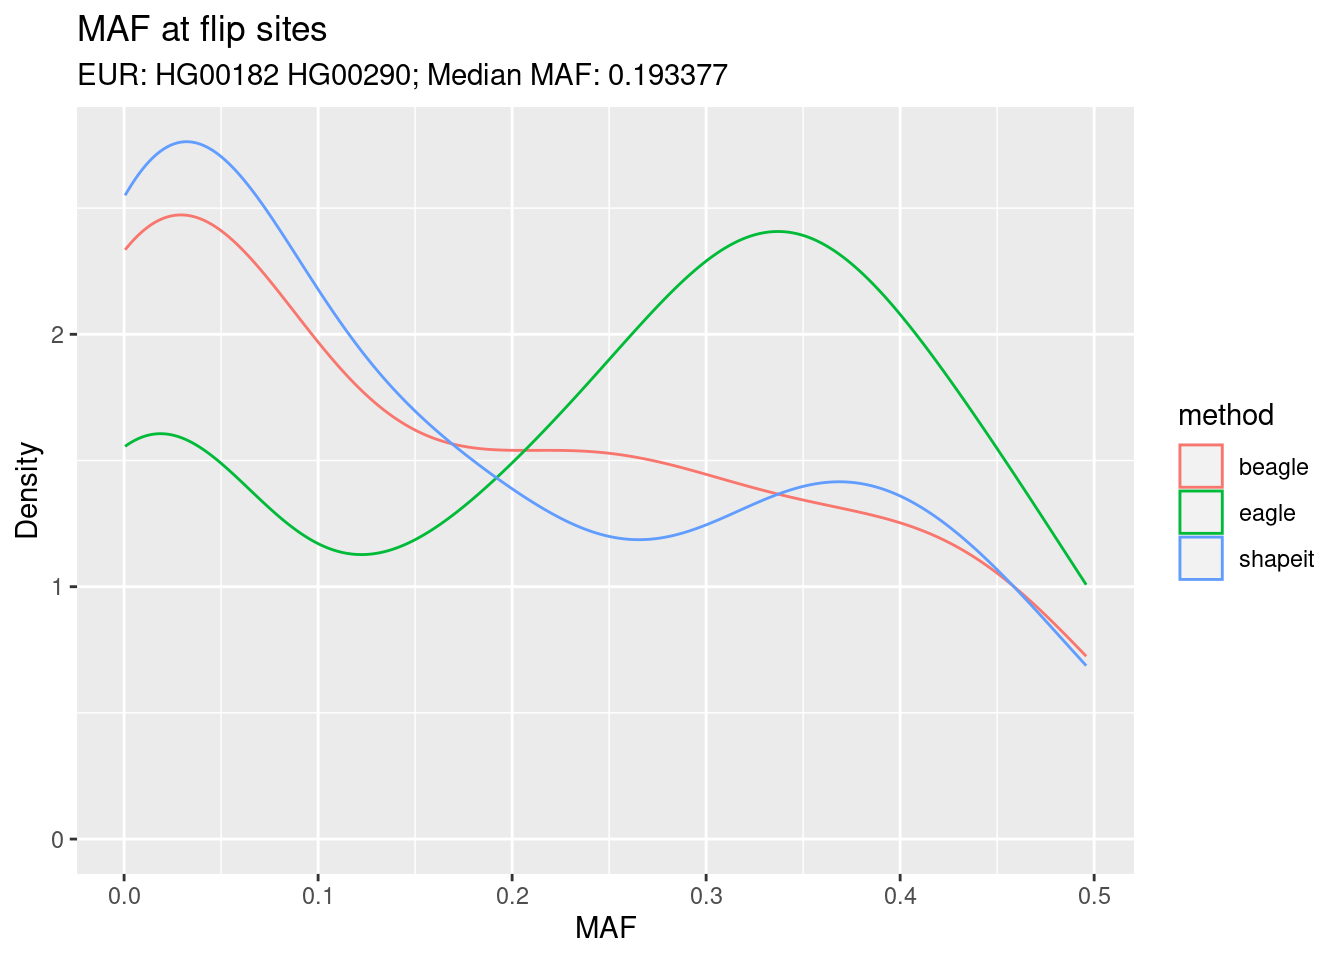 MAF at flip sites
EUR: HG00182 HG00290; Median MAF: 0.193377
Density
2
1
0
0.0 0.1 0.2 0.3 0.4 0.5
MAF
method
beagle
eagle
shapeit